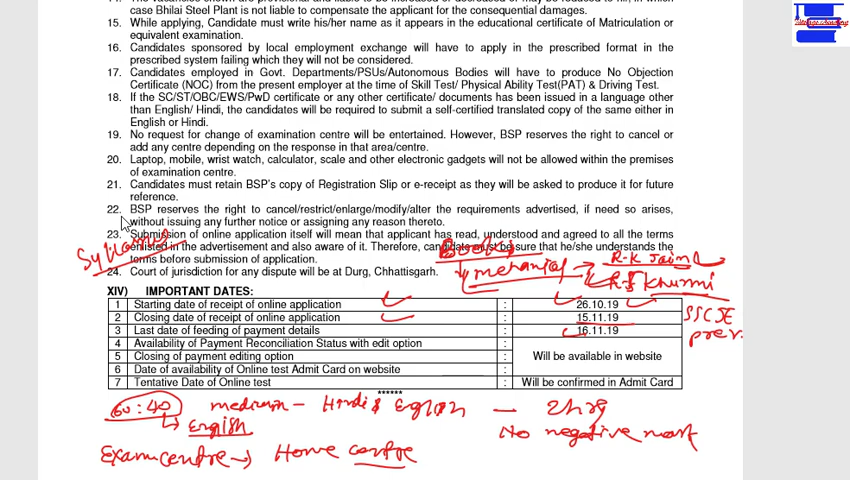 case Bhilai Steel Plant is not liable to compensate the applicant for the consequential damages.
15. While applying, Candidate must write his/her name as it appears in the educational certificate of Matriculation or
equivalent examination.
16. Candidates sponsored by local employment exchange will have to apply in the prescribed format in the
prescribed system failing which they will not be considered.
17. Candidates employed in Govt. Departments/PSUs/Autonomous Bodies will have to produce No Objection
Certificate (NOC) from the present employer at the time of Skill Test/ Physical Ability Test(PAT) & Driving Test.
18. If the SC/ST/OBC/EWS/PwD certificate or any other certificate/ documents has been issued in a language other
than English/ Hindi, the candidates will be required to submit a self-certified translated copy of the same either in
English or Hindi.
19. No request for change of examination centre will be entertained. However, BSP reserves the right to cancel or
add any centre depending on the response in that area/centre.
20. Laptop, mobile, wrist watch, calculator, scale and other electronic gadgets will not be allowed within the premises
of examination centre.
21. Candidates must retain BSP's copy of Registration Slip or e-receipt as they will be asked to produce it for future
reference.
22. BSP reserves the right to cancel/restrict/enlarge/modify/alter the requirements advertised, if need so arises,
without issuing any further notice or assigning any reason thereto.
23. Submission of online application itself will mean that applicant has read, understood and agreed to all the terms
enlisted in the advertisement and also aware of it. Therefore, candidate must be sure that he/she understands the
terms before submission of application.
24. Court of jurisdiction for any dispute will be at Durg, Chhattisgarh.
Syllabus
Books
mechanical → R.K Jain
R.S Khurmi
SSCJE
prev.
XIV) IMPORTANT DATES:
1 Starting date of receipt of online application : 26.10.19
2 Closing date of receipt of online application : 15.11.19
3 Last date of feeding of payment details : 16.11.19
4 Availability of Payment Reconciliation Status with edit option :
5 Closing of payment editing option : Will be available in website
6 Date of availability of Online test Admit Card on website :
7 Tentative Date of Online test : Will be confirmed in Admit Card
******
60:40 medium - Hindi & English - 2hrs
English No negative mark
Exam centre → Home centre